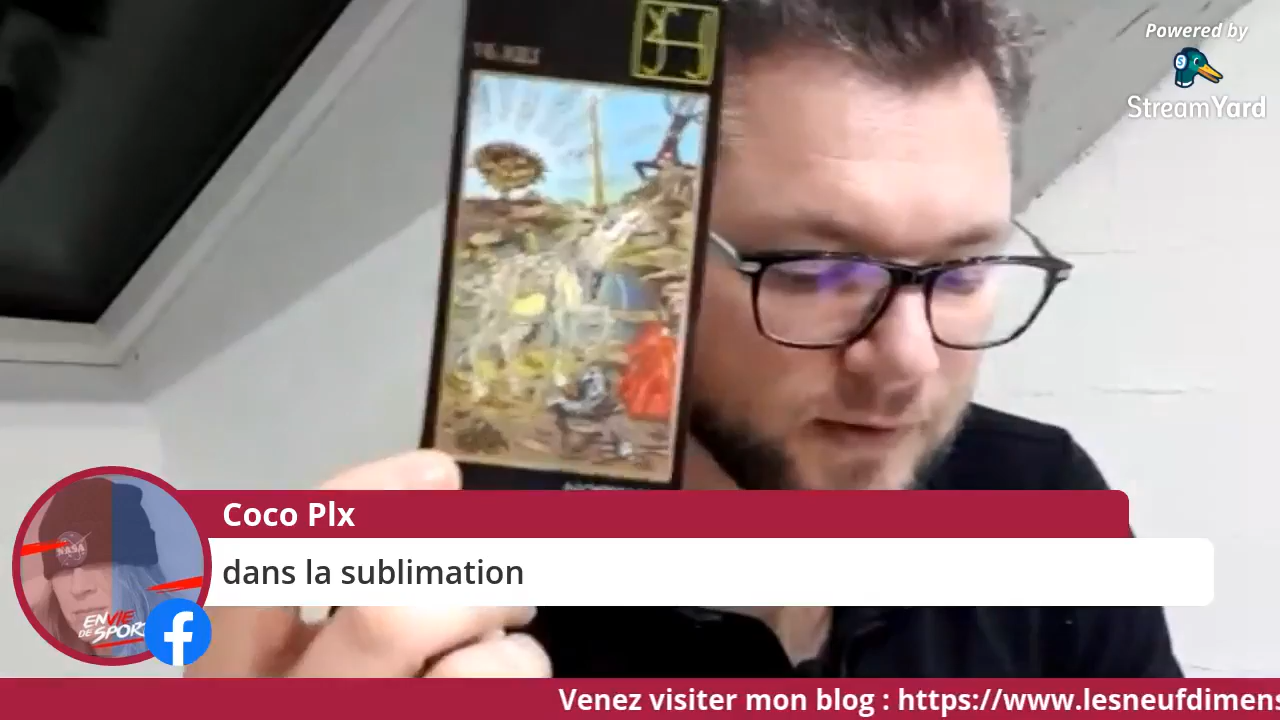 Powered by
StreamYard
NASA
EN VIE
DE SPORT
Coco Plx
dans la sublimation
Venez visiter mon blog : https://www.lesneufdimens